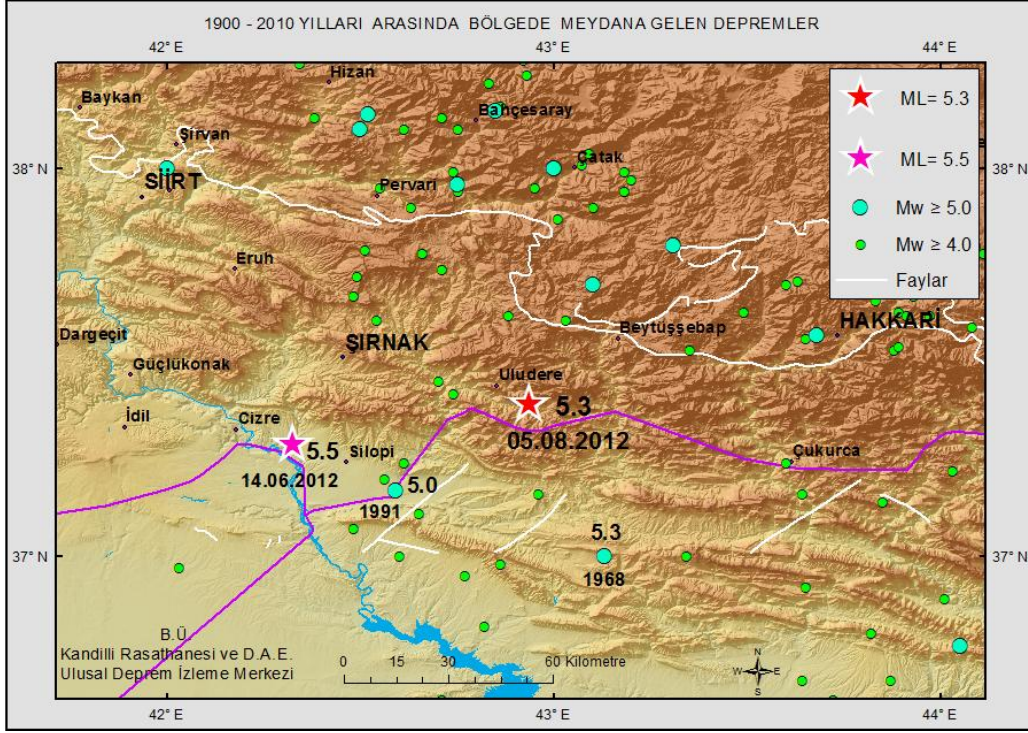 1900 - 2010 YILLARI ARASINDA BÖLGEDE MEYDANA GELEN DEPREMLER
42° E
43° E
44° E
Hizan
Baykan
Bahçesaray
Şirvan
38° N
38° N
Çatak
SİİRT
Pervari
Eruh
ML= 5.3
ML= 5.5
Mw ≥ 5.0
Mw ≥ 4.0
Faylar
Dargeçit
ŞIRNAK
Beytüşşebap
HAKKARİ
Güçlükonak
Uludere
5.3
05.08.2012
İdil
Cizre
5.5
Silopi
14.06.2012
Çukurca
5.0
1991
5.3
1968
37° N
37° N
B.Ü.
Kandilli Rasathanesi ve D.A.E.
Ulusal Deprem İzleme Merkezi
0 15 30 60 Kilometre
N
W E
S
42° E
43° E
44° E